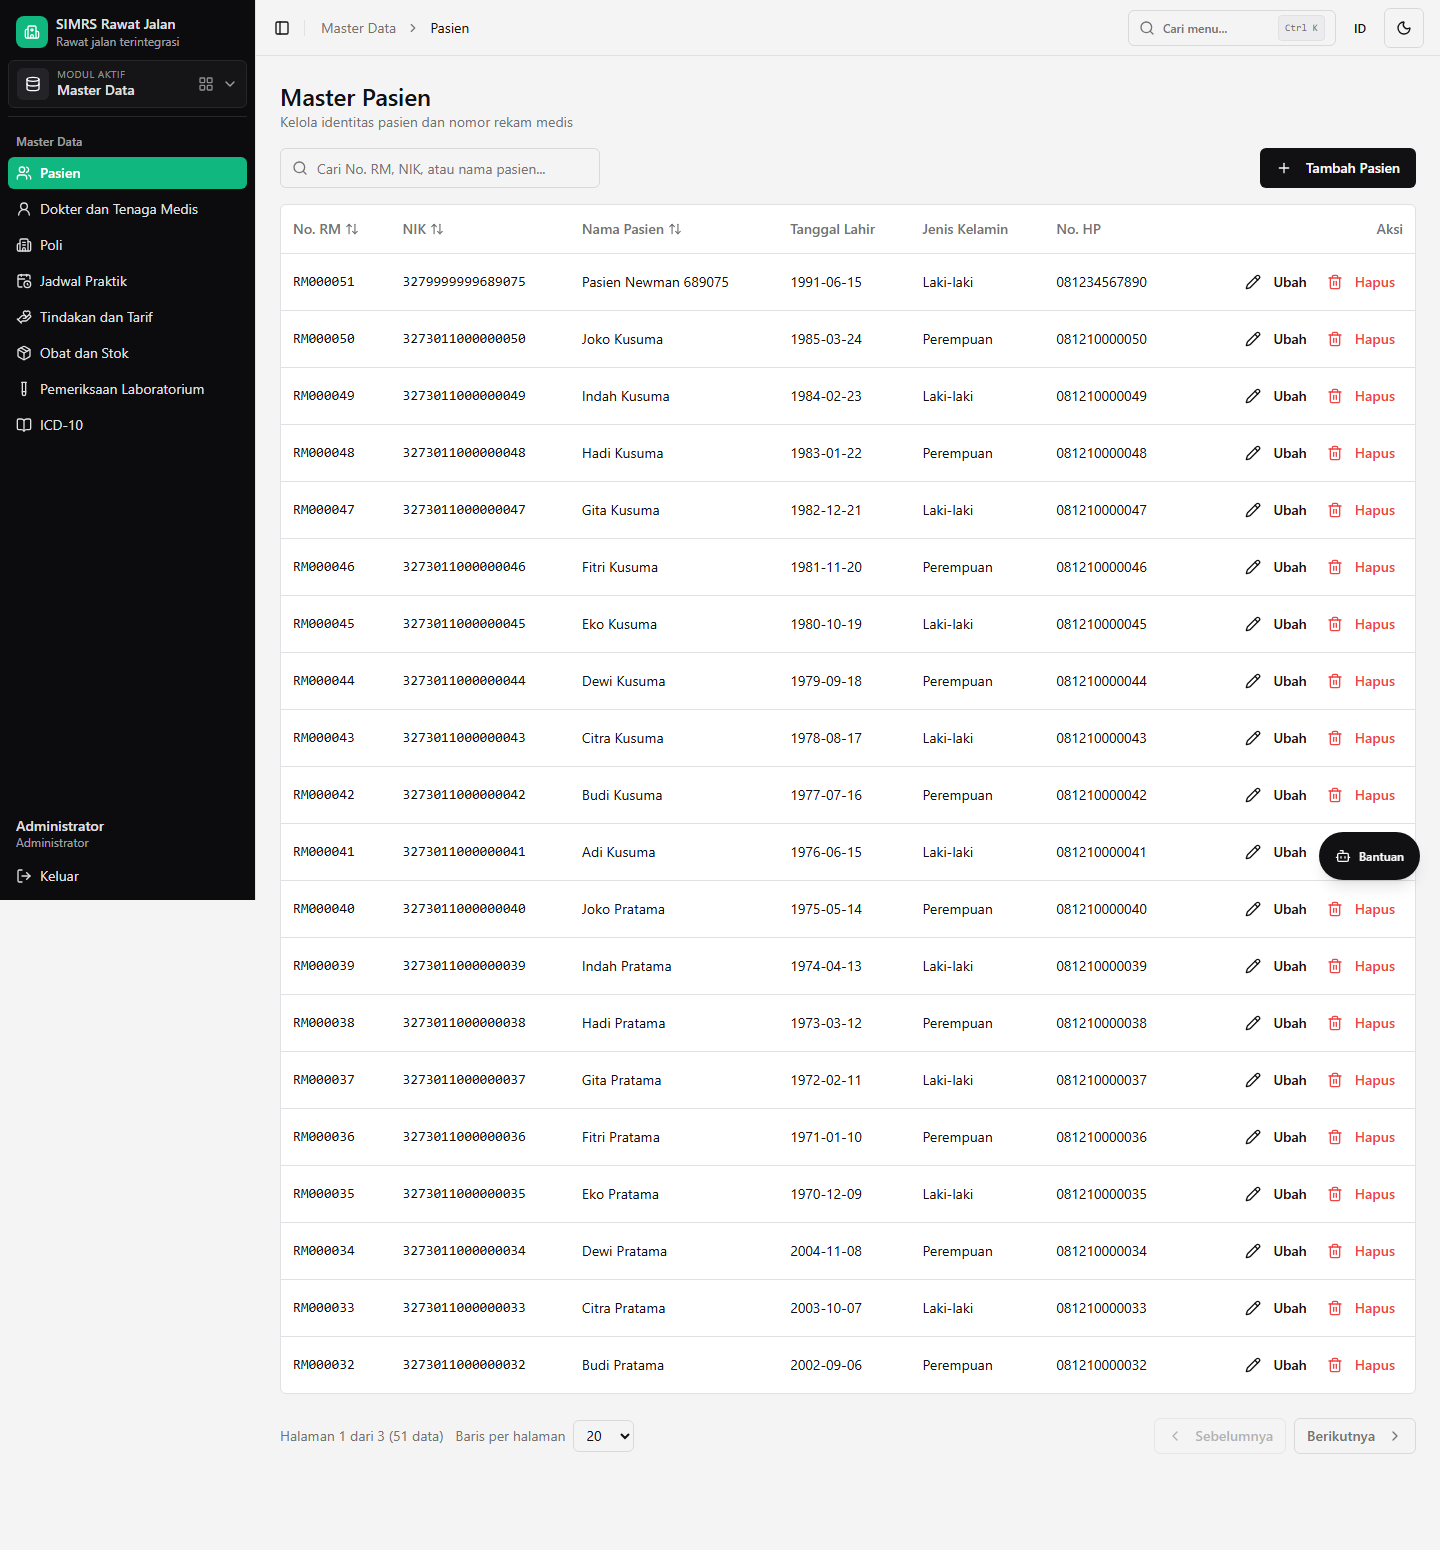 SIMRS Rawat Jalan
Rawat jalan terintegrasi
MODUL AKTIF
Master Data
Master Data
Pasien
Dokter dan Tenaga Medis
Poli
Jadwal Praktik
Tindakan dan Tarif
Obat dan Stok
Pemeriksaan Laboratorium
ICD-10
Administrator
Administrator
Keluar
Master Data > Pasien
Cari menu... Ctrl K ID
Master Pasien
Kelola identitas pasien dan nomor rekam medis
Cari No. RM, NIK, atau nama pasien...
Tambah Pasien
No. RM NIK Nama Pasien Tanggal Lahir Jenis Kelamin No. HP Aksi
RM000051 3279999999689075 Pasien Newman 689075 1991-06-15 Laki-laki 081234567890 Ubah Hapus
RM000050 3273011000000050 Joko Kusuma 1985-03-24 Perempuan 081210000050 Ubah Hapus
RM000049 3273011000000049 Indah Kusuma 1984-02-23 Laki-laki 081210000049 Ubah Hapus
RM000048 3273011000000048 Hadi Kusuma 1983-01-22 Perempuan 081210000048 Ubah Hapus
RM000047 3273011000000047 Gita Kusuma 1982-12-21 Laki-laki 081210000047 Ubah Hapus
RM000046 3273011000000046 Fitri Kusuma 1981-11-20 Perempuan 081210000046 Ubah Hapus
RM000045 3273011000000045 Eko Kusuma 1980-10-19 Laki-laki 081210000045 Ubah Hapus
RM000044 3273011000000044 Dewi Kusuma 1979-09-18 Perempuan 081210000044 Ubah Hapus
RM000043 3273011000000043 Citra Kusuma 1978-08-17 Laki-laki 081210000043 Ubah Hapus
RM000042 3273011000000042 Budi Kusuma 1977-07-16 Perempuan 081210000042 Ubah Hapus
RM000041 3273011000000041 Adi Kusuma 1976-06-15 Laki-laki 081210000041 Ubah Bantuan
RM000040 3273011000000040 Joko Pratama 1975-05-14 Perempuan 081210000040 Ubah Hapus
RM000039 3273011000000039 Indah Pratama 1974-04-13 Laki-laki 081210000039 Ubah Hapus
RM000038 3273011000000038 Hadi Pratama 1973-03-12 Perempuan 081210000038 Ubah Hapus
RM000037 3273011000000037 Gita Pratama 1972-02-11 Laki-laki 081210000037 Ubah Hapus
RM000036 3273011000000036 Fitri Pratama 1971-01-10 Perempuan 081210000036 Ubah Hapus
RM000035 3273011000000035 Eko Pratama 1970-12-09 Laki-laki 081210000035 Ubah Hapus
RM000034 3273011000000034 Dewi Pratama 2004-11-08 Perempuan 081210000034 Ubah Hapus
RM000033 3273011000000033 Citra Pratama 2003-10-07 Laki-laki 081210000033 Ubah Hapus
RM000032 3273011000000032 Budi Pratama 2002-09-06 Perempuan 081210000032 Ubah Hapus
Halaman 1 dari 3 (51 data) Baris per halaman 20 Sebelumnya Berikutnya